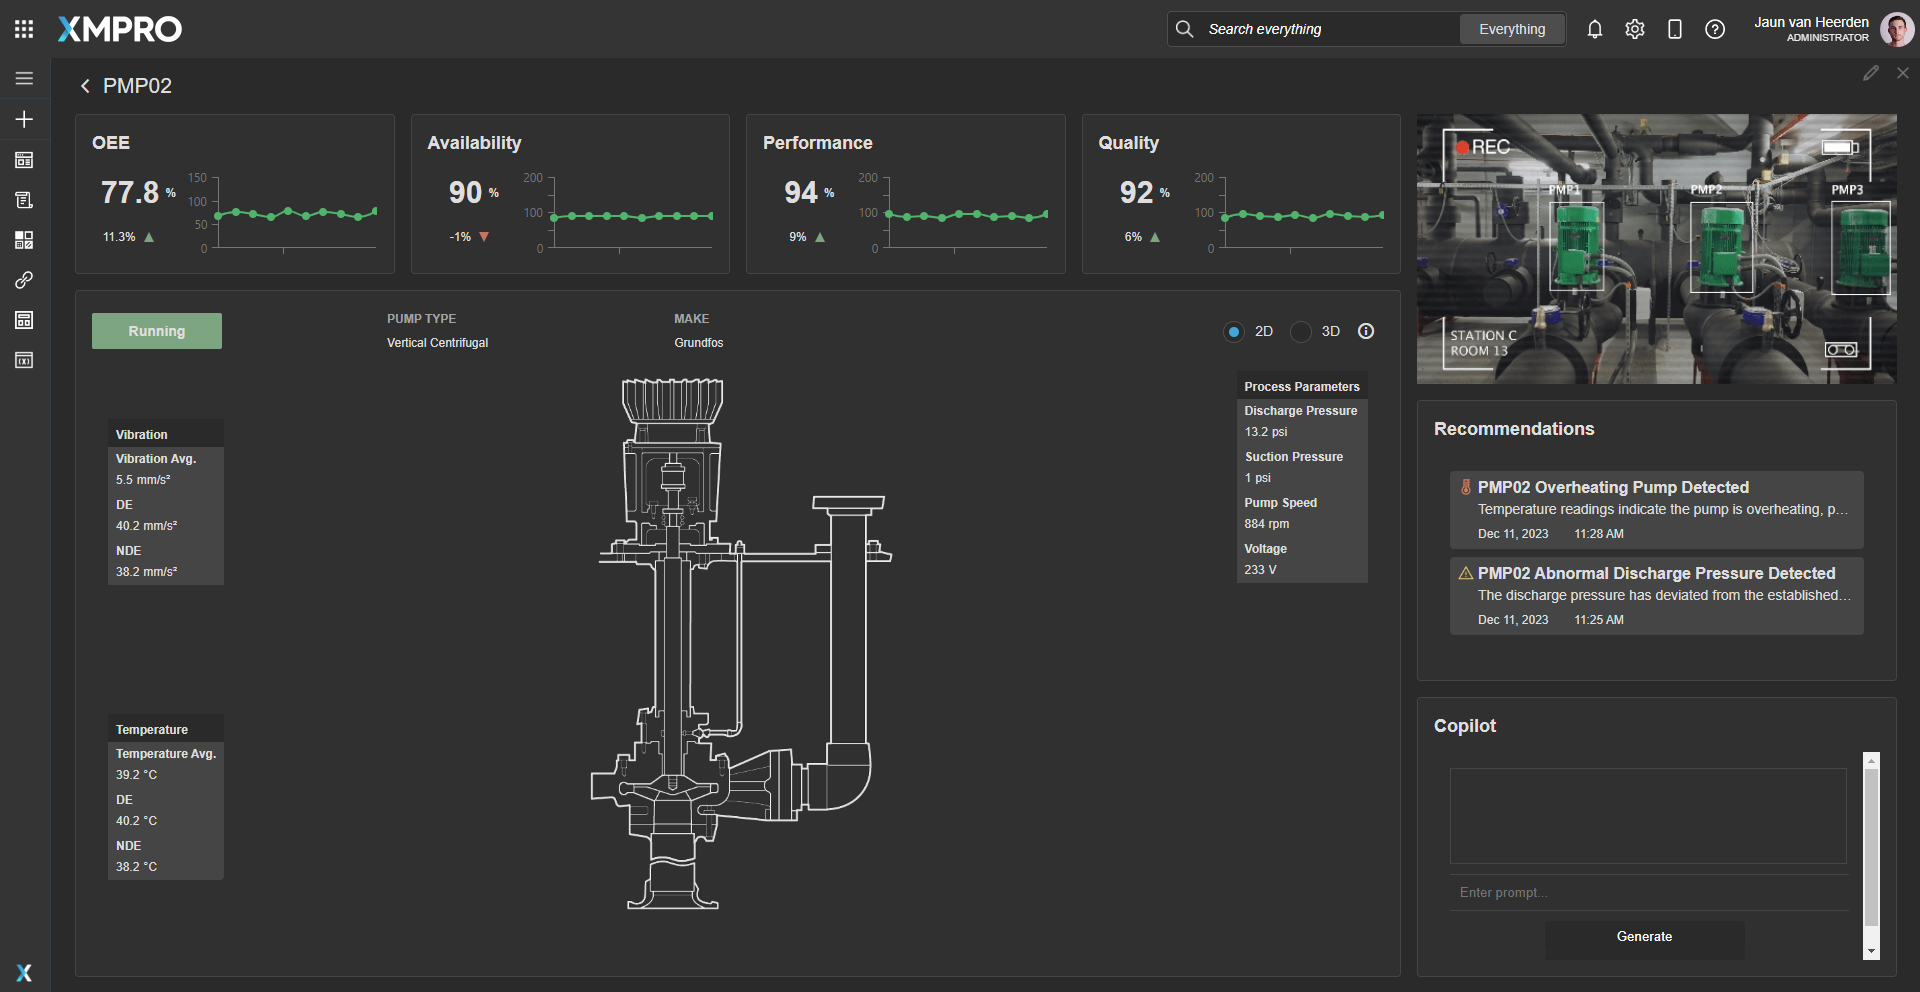 XMPRO
Search everything
Everything
Jaun van Heerden
ADMINISTRATOR
PMP02
OEE
77.8 %
11.3%
150
100
50
0
Availability
90 %
-1%
200
100
0
Performance
94 %
9%
200
100
0
Quality
92 %
6%
200
100
0
REC
PMP1
PMP2
PMP3
STATION C
ROOM 13
Running
PUMP TYPE
Vertical Centrifugal
MAKE
Grundfos
2D
3D
Vibration
Vibration Avg.
5.5 mm/s²
DE
40.2 mm/s²
NDE
38.2 mm/s²
Temperature
Temperature Avg.
39.2 °C
DE
40.2 °C
NDE
38.2 °C
Process Parameters
Discharge Pressure
13.2 psi
Suction Pressure
1 psi
Pump Speed
884 rpm
Voltage
233 V
Recommendations
PMP02 Overheating Pump Detected
Temperature readings indicate the pump is overheating, p...
Dec 11, 2023 11:28 AM
PMP02 Abnormal Discharge Pressure Detected
The discharge pressure has deviated from the established...
Dec 11, 2023 11:25 AM
Copilot
Enter prompt...
Generate